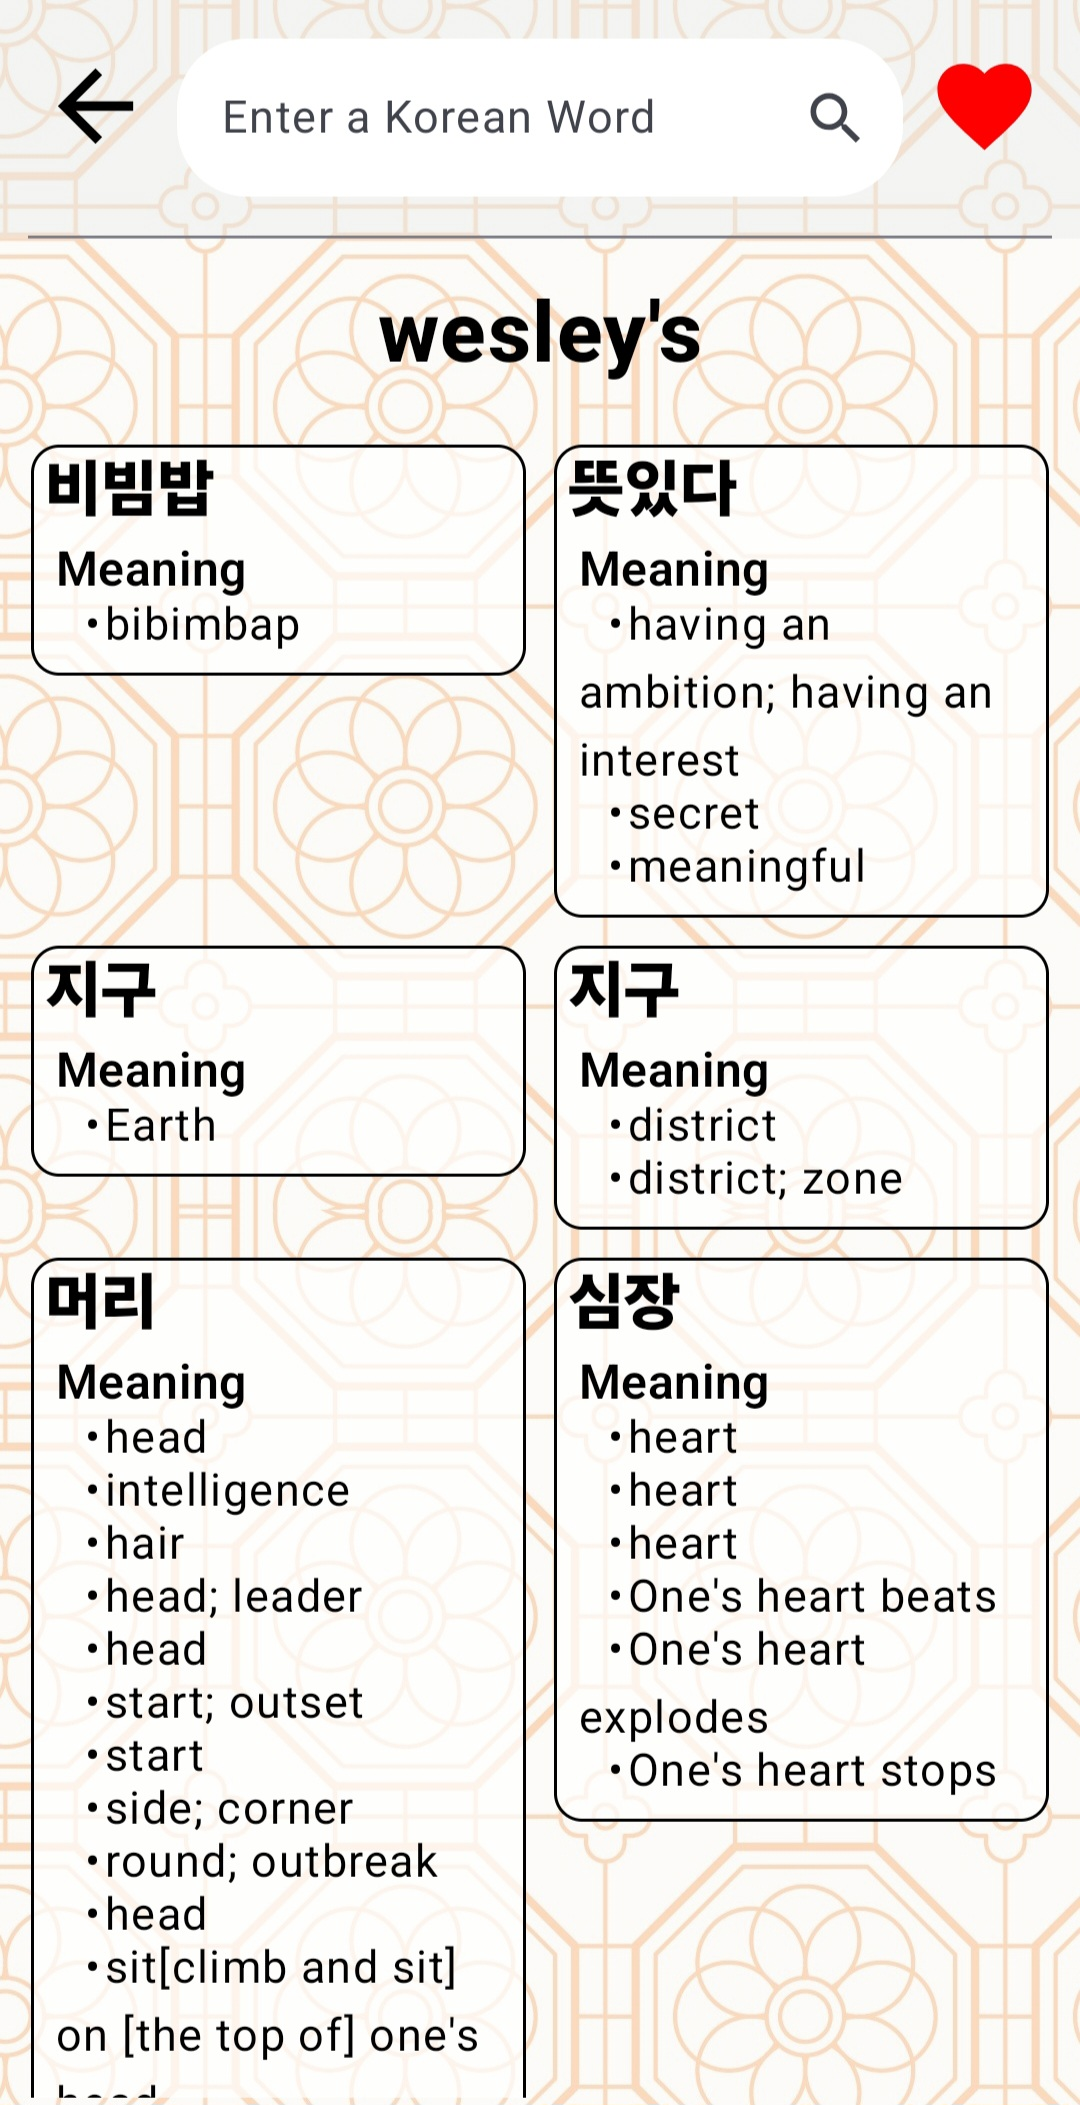 Enter a Korean Word
wesley's
비빔밥
Meaning
•bibimbap
뜻있다
Meaning
•having an
ambition; having an
interest
•secret
•meaningful
지구
Meaning
•Earth
지구
Meaning
•district
•district; zone
머리
Meaning
•head
•intelligence
•hair
•head; leader
•head
•start; outset
•start
•side; corner
•round; outbreak
•head
•sit[climb and sit]
on [the top of] one's
심장
Meaning
•heart
•heart
•heart
•One's heart beats
•One's heart
explodes
•One's heart stops